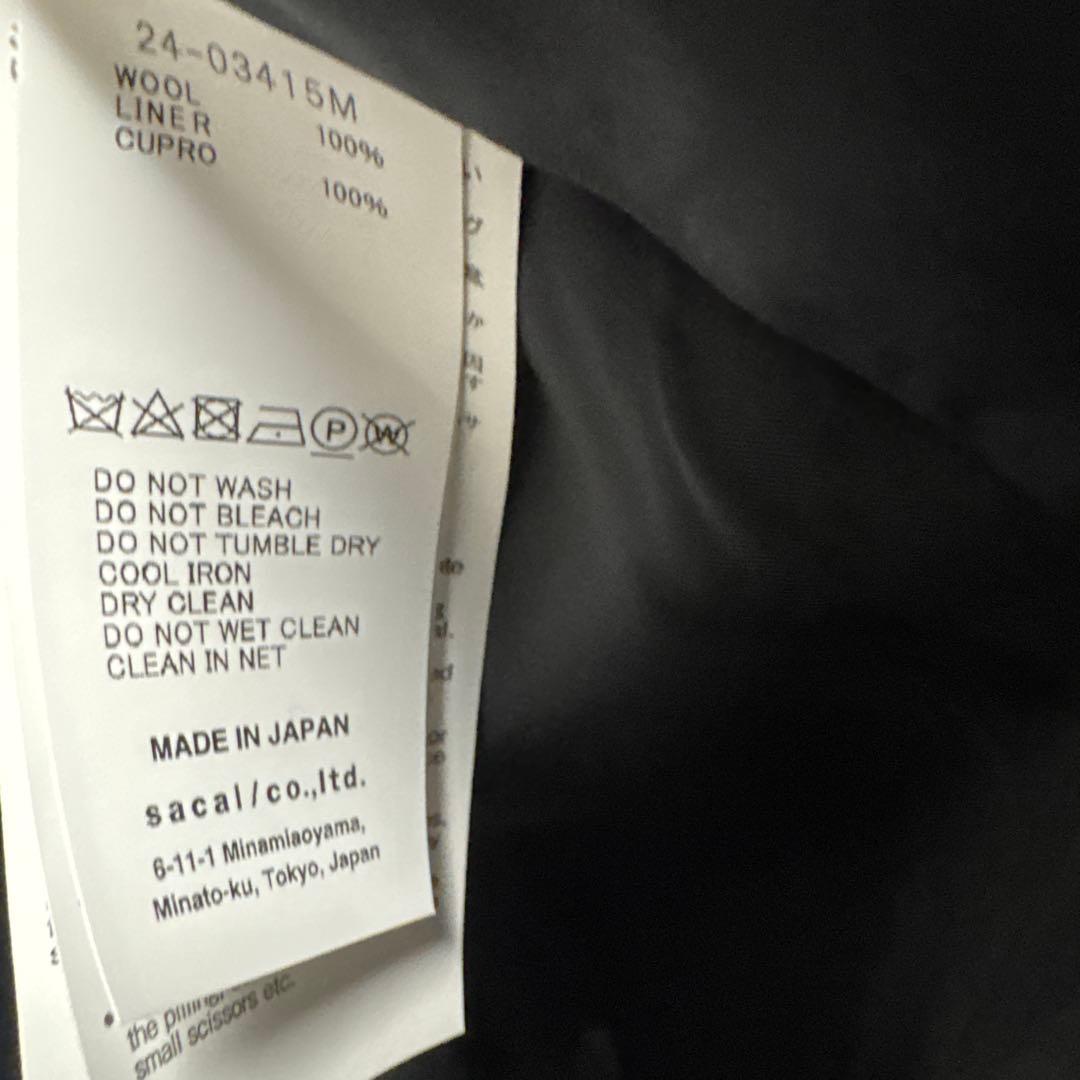 24-03415M
WOOL 100%
LINER
CUPRO 100%
P W
DO NOT WASH
DO NOT BLEACH
DO NOT TUMBLE DRY
COOL IRON
DRY CLEAN
DO NOT WET CLEAN
CLEAN IN NET
MADE IN JAPAN
sacai/co.,ltd.
6-11-1 Minamiaoyama,
Minato-ku, Tokyo, Japan
the
small scissors etc.